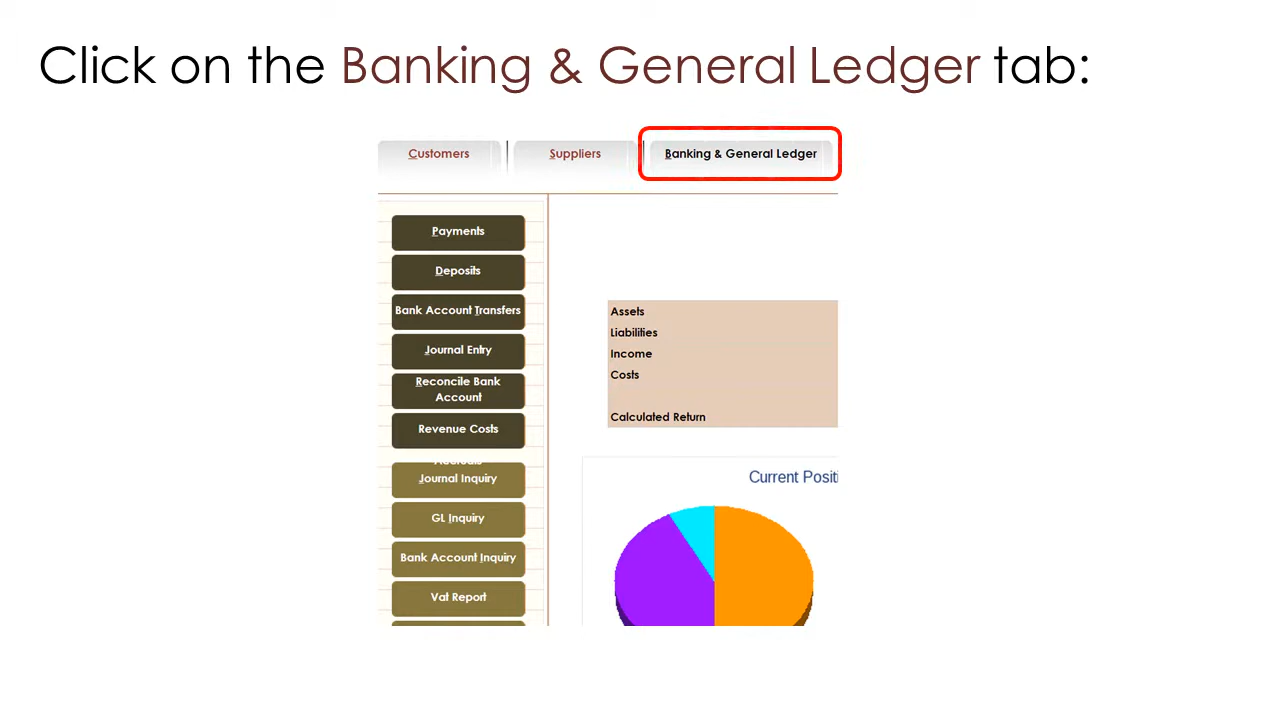 Click on the Banking & General Ledger tab:
Customers
Suppliers
Banking & General Ledger
Payments
Deposits
Bank Account Transfers
Journal Entry
Reconcile Bank
Account
Revenue Costs
Journal Inquiry
GL Inquiry
Bank Account Inquiry
Vat Report
Assets
Liabilities
Income
Costs
Calculated Return
Current Positi